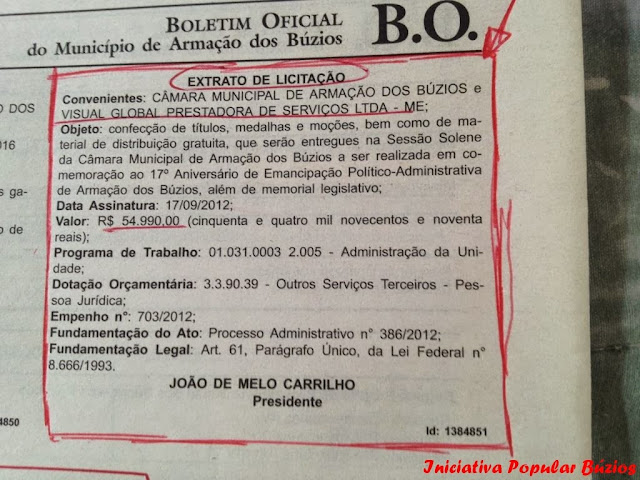 BOLETIM OFICIAL
do Município de Armação dos Búzios
B.O.
EXTRATO DE LICITAÇÃO
Convenientes: CÂMARA MUNICIPAL DE ARMAÇÃO DOS BÚZIOS e
VISUAL GLOBAL PRESTADORA DE SERVIÇOS LTDA - ME;
Objeto: confecção de títulos, medalhas e moções, bem como de ma-
terial de distribuição gratuita, que serão entregues na Sessão Solene
da Câmara Municipal de Armação dos Búzios a ser realizada em co-
memoração ao 17º Aniversário de Emancipação Político-Administrativa
de Armação dos Búzios, além de memorial legislativo;
Data Assinatura: 17/09/2012;
Valor: R$ 54.990,00 (cinquenta e quatro mil novecentos e noventa
reais);
Programa de Trabalho: 01.031.0003 2.005 - Administração da Uni-
dade;
Dotação Orçamentária: 3.3.90.39 - Outros Serviços Terceiros - Pes-
soa Jurídica;
Empenho n°: 703/2012;
Fundamentação do Ato: Processo Administrativo n° 386/2012;
Fundamentação Legal: Art. 61, Parágrafo Único, da Lei Federal n°
8.666/1993.
JOÃO DE MELO CARRILHO
Presidente
Id: 1384851
O DOS
016
s ga-
o de
4850
Iniciativa Popular Búzios